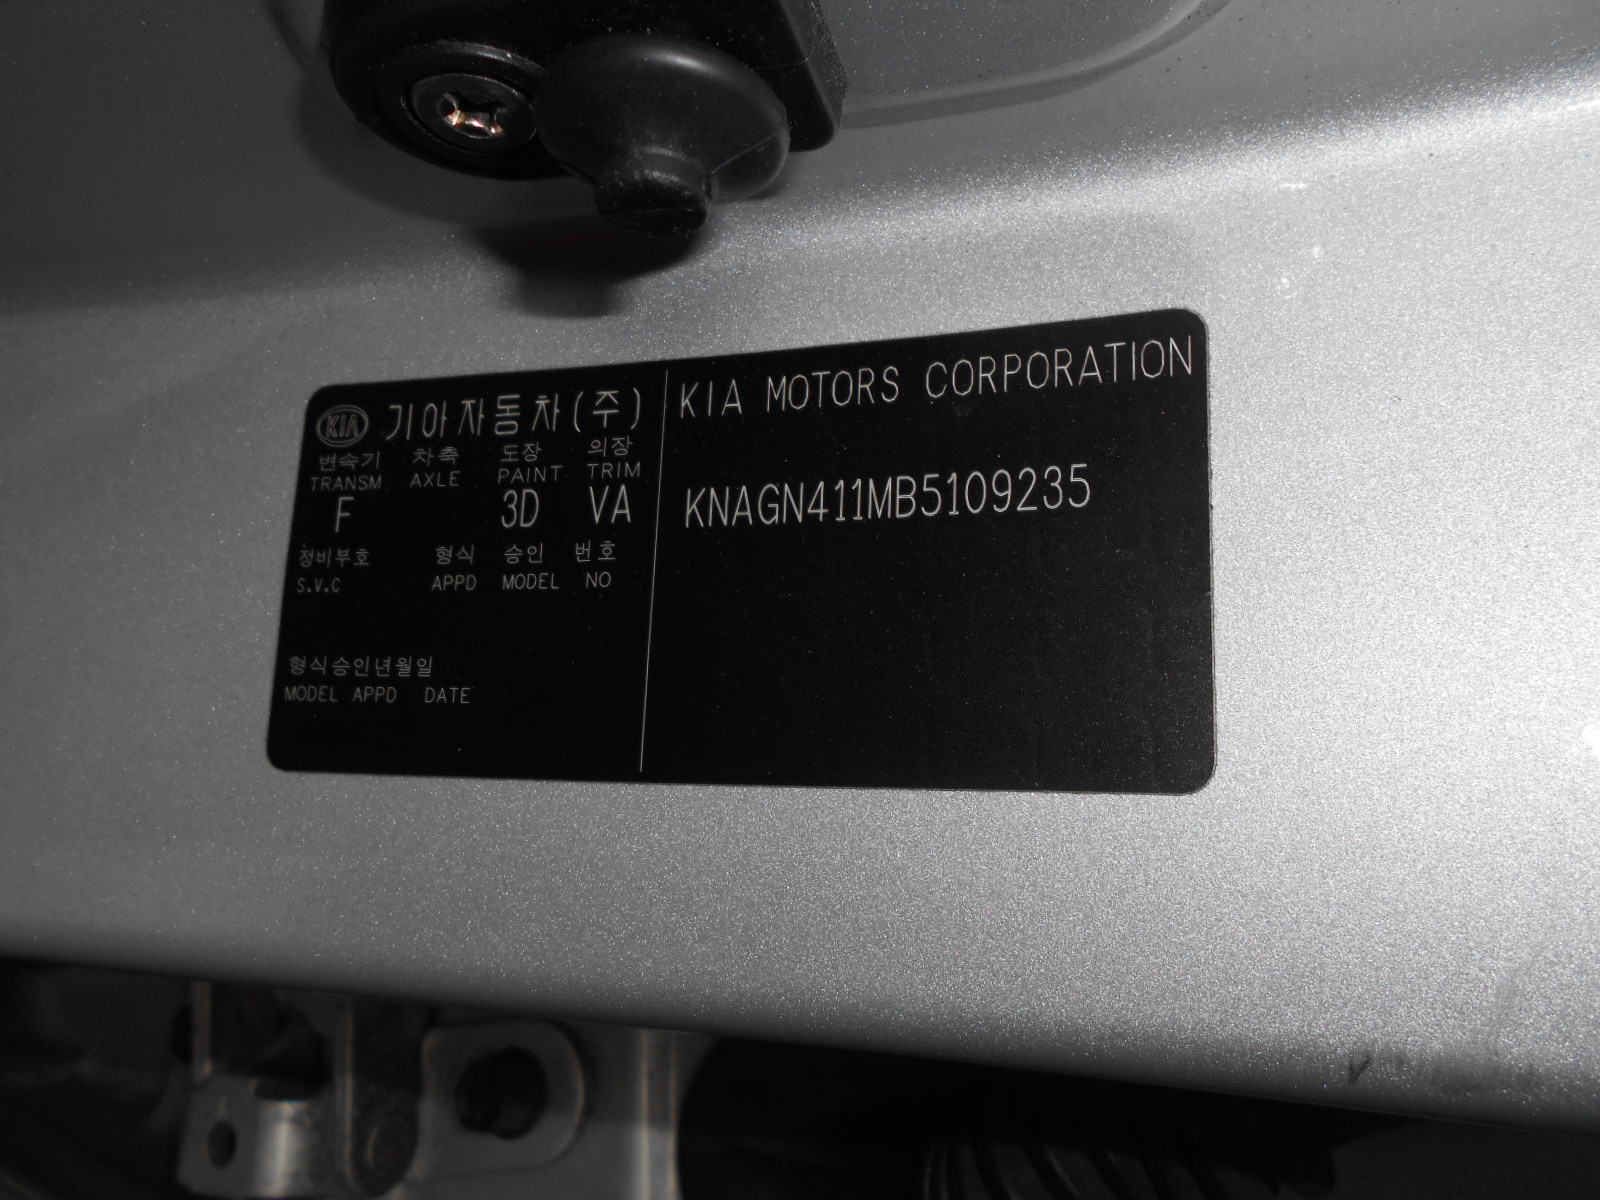 KIA 기아자동차(주)
변속기 차축 도장 의장
TRANSM AXLE PAINT TRIM
F 3D VA
정비부호 형식 승인 번호
S.V.C APPD MODEL NO
형식승인년월일
MODEL APPD DATE
KIA MOTORS CORPORATION
KNAGN411MB5109235